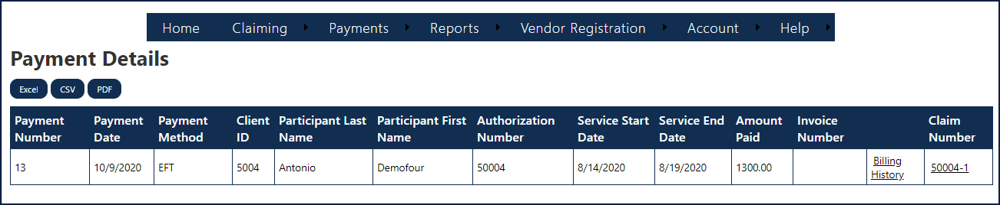 Home Claiming Payments Reports Vendor Registration Account Help
Payment Details
Excel CSV PDF
Payment Number Payment Date Payment Method Client ID Participant Last Name Participant First Name Authorization Number Service Start Date Service End Date Amount Paid Invoice Number Claim Number
13 10/9/2020 EFT 5004 Antonio Demofour 50004 8/14/2020 8/19/2020 1300.00 Billing History 50004-1